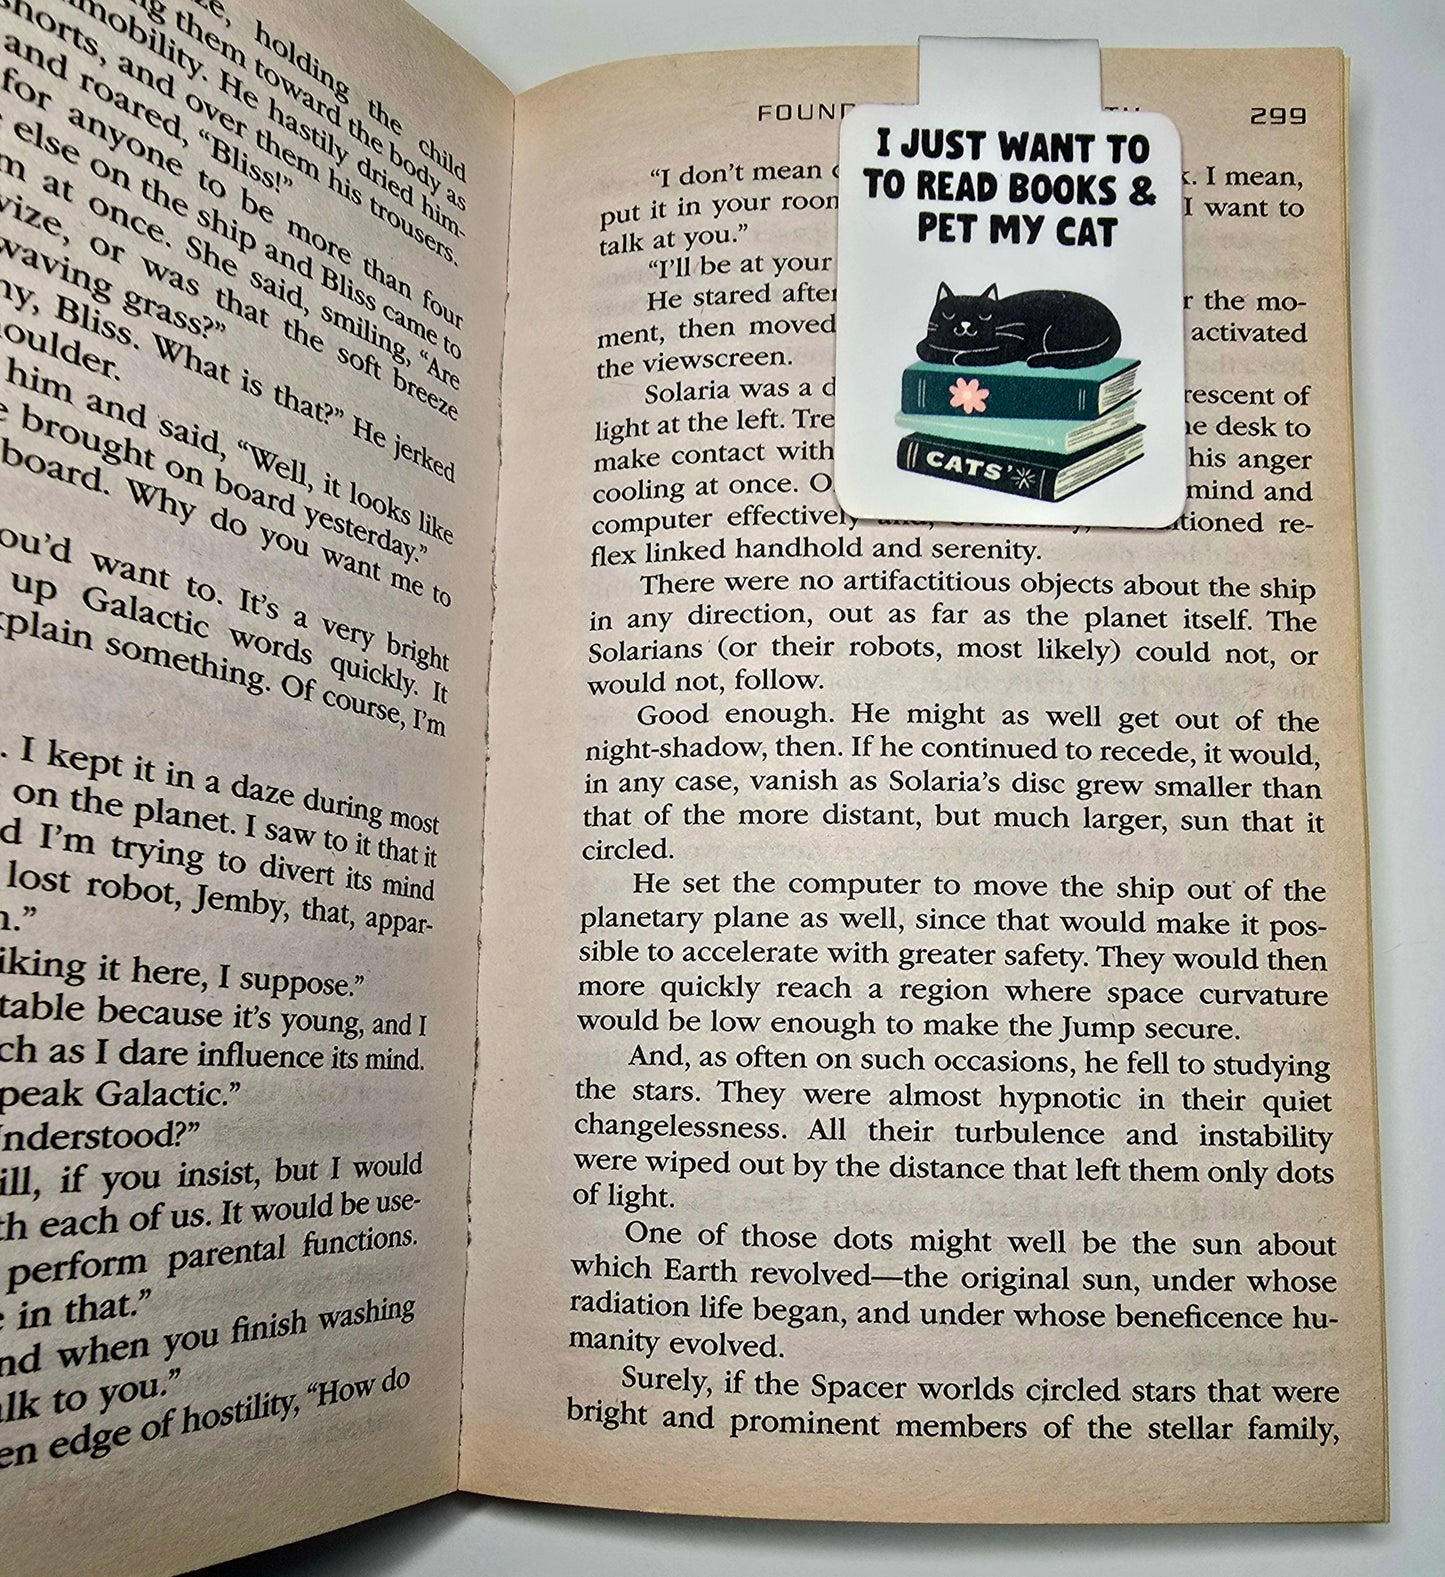 holding the child
g them toward the body as
mobility. He hastily dried him-
horts, and over them his trousers.
and roared, “Bliss!”
for anyone to be more than four
else on the ship and Bliss came to
m at once. She said, smiling, “Are
vize, or was that the soft breeze
waving grass?”
ny, Bliss. What is that?” He jerked
houlder.
him and said, “Well, it looks like
e brought on board yesterday.”
board. Why do you want me to
ou’d want to. It’s a very bright
up Galactic words quickly. It
xplain something. Of course, I’m
. I kept it in a daze during most
on the planet. I saw to it that it
d I’m trying to divert its mind
lost robot, Jemby, that, appar-
n.”
iking it here, I suppose.”
table because it’s young, and I
ch as I dare influence its mind.
peak Galactic.”
Understood?”
ill, if you insist, but I would
th each of us. It would be use-
perform parental functions.
e in that.”
nd when you finish washing
lk to you.”
en edge of hostility, “How do
FOUND 299
“I don’t mean k. I mean,
put it in your room I want to
talk at you.”
“I’ll be at your
He stared after r the mo-
ment, then moved activated
the viewscreen.
Solaria was a d rescent of
light at the left. Tre he desk to
make contact with his anger
cooling at once. O mind and
computer effectively and, eventually, conditioned re-
flex linked handhold and serenity.
There were no artifactitious objects about the ship
in any direction, out as far as the planet itself. The
Solarians (or their robots, most likely) could not, or
would not, follow.
Good enough. He might as well get out of the
night-shadow, then. If he continued to recede, it would,
in any case, vanish as Solaria’s disc grew smaller than
that of the more distant, but much larger, sun that it
circled.
He set the computer to move the ship out of the
planetary plane as well, since that would make it pos-
sible to accelerate with greater safety. They would then
more quickly reach a region where space curvature
would be low enough to make the Jump secure.
And, as often on such occasions, he fell to studying
the stars. They were almost hypnotic in their quiet
changelessness. All their turbulence and instability
were wiped out by the distance that left them only dots
of light.
One of those dots might well be the sun about
which Earth revolved—the original sun, under whose
radiation life began, and under whose beneficence hu-
manity evolved.
Surely, if the Spacer worlds circled stars that were
bright and prominent members of the stellar family,
I JUST WANT TO
TO READ BOOKS &
PET MY CAT
CATS'